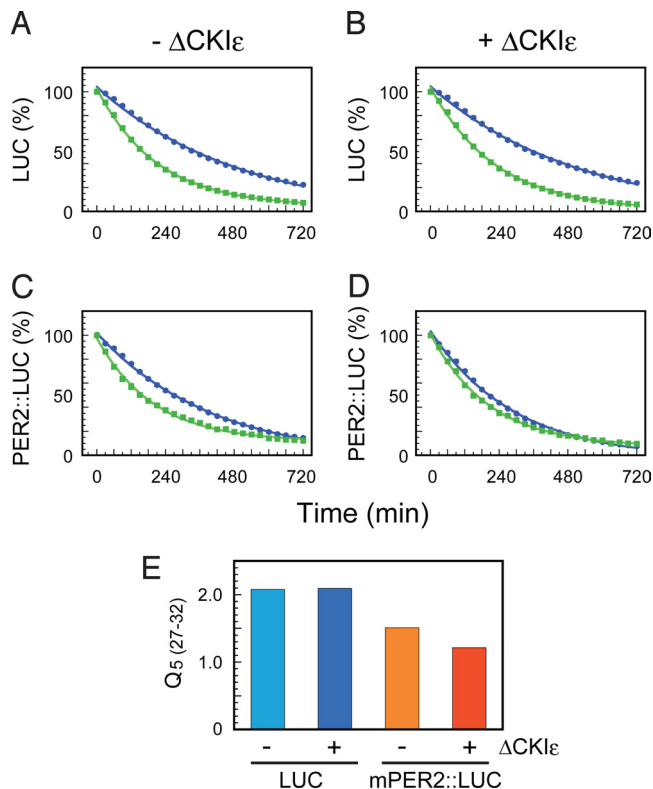 A
B
- ΔCKIε
+ ΔCKIε
LUC (%)
100
50
0
0 240 480 720
LUC (%)
100
50
0
0 240 480 720
C
D
PER2::LUC (%)
100
50
0
0 240 480 720
PER2::LUC (%)
100
50
0
0 240 480 720
Time (min)
E
Q5 (27-32)
2.0
1.0
0
- + - + ΔCKIε
LUC mPER2::LUC